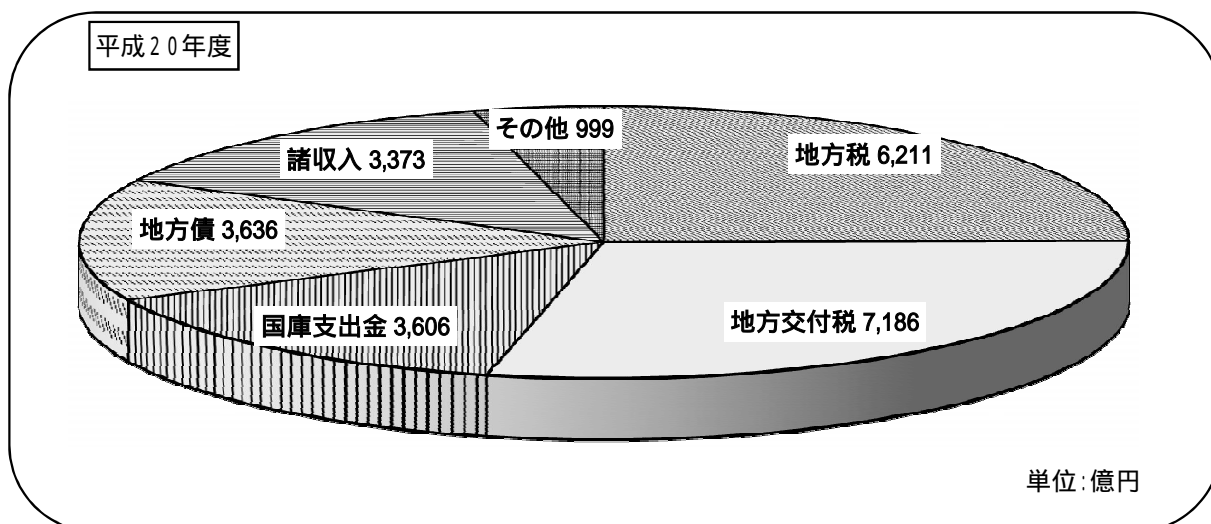 平成20年度
その他 999
地方税 6,211
諸収入 3,373
地方債 3,636
国庫支出金 3,606
地方交付税 7,186
単位:億円